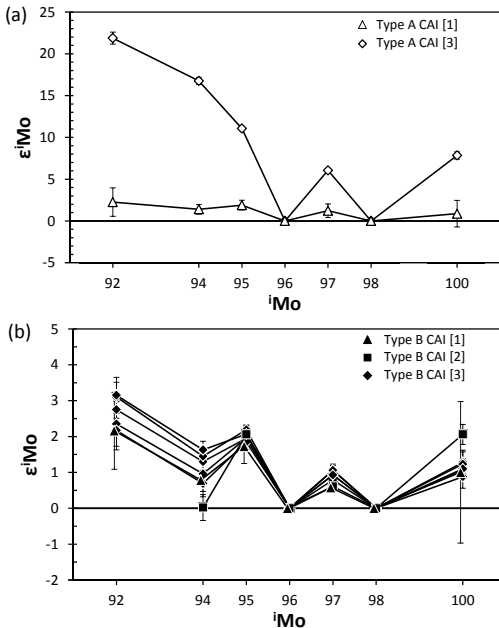 (a)
25
20
15
10
5
0
-5
εⁱMo
Type A CAI [1]
Type A CAI [3]
92 94 95 96 97 98 100
ⁱMo
(b)
5
4
3
2
1
0
-1
-2
εⁱMo
Type B CAI [1]
Type B CAI [2]
Type B CAI [3]
92 94 95 96 97 98 100
ⁱMo